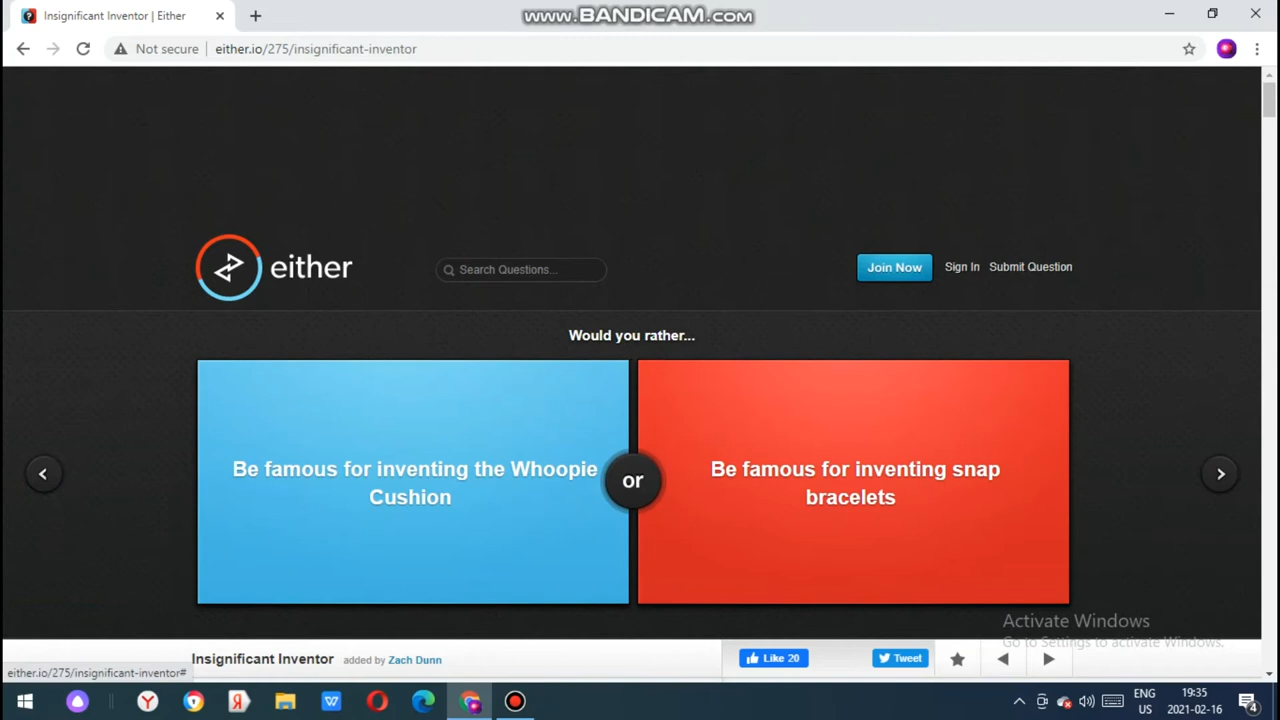 Insignificant Inventor | Either
www.BANDICAM.com
Not secure
either.io/275/insignificant-inventor
either
Search Questions...
Join Now
Sign In
Submit Question
Would you rather...
Be famous for inventing the Whoopie
Cushion
or
Be famous for inventing snap
bracelets
Activate Windows
Go to Settings to activate Windows.
Insignificant Inventor
added by Zach Dunn
Like 20
Tweet
either.io/275/insignificant-inventor#
ENG
US
19:35
2021-02-16
4